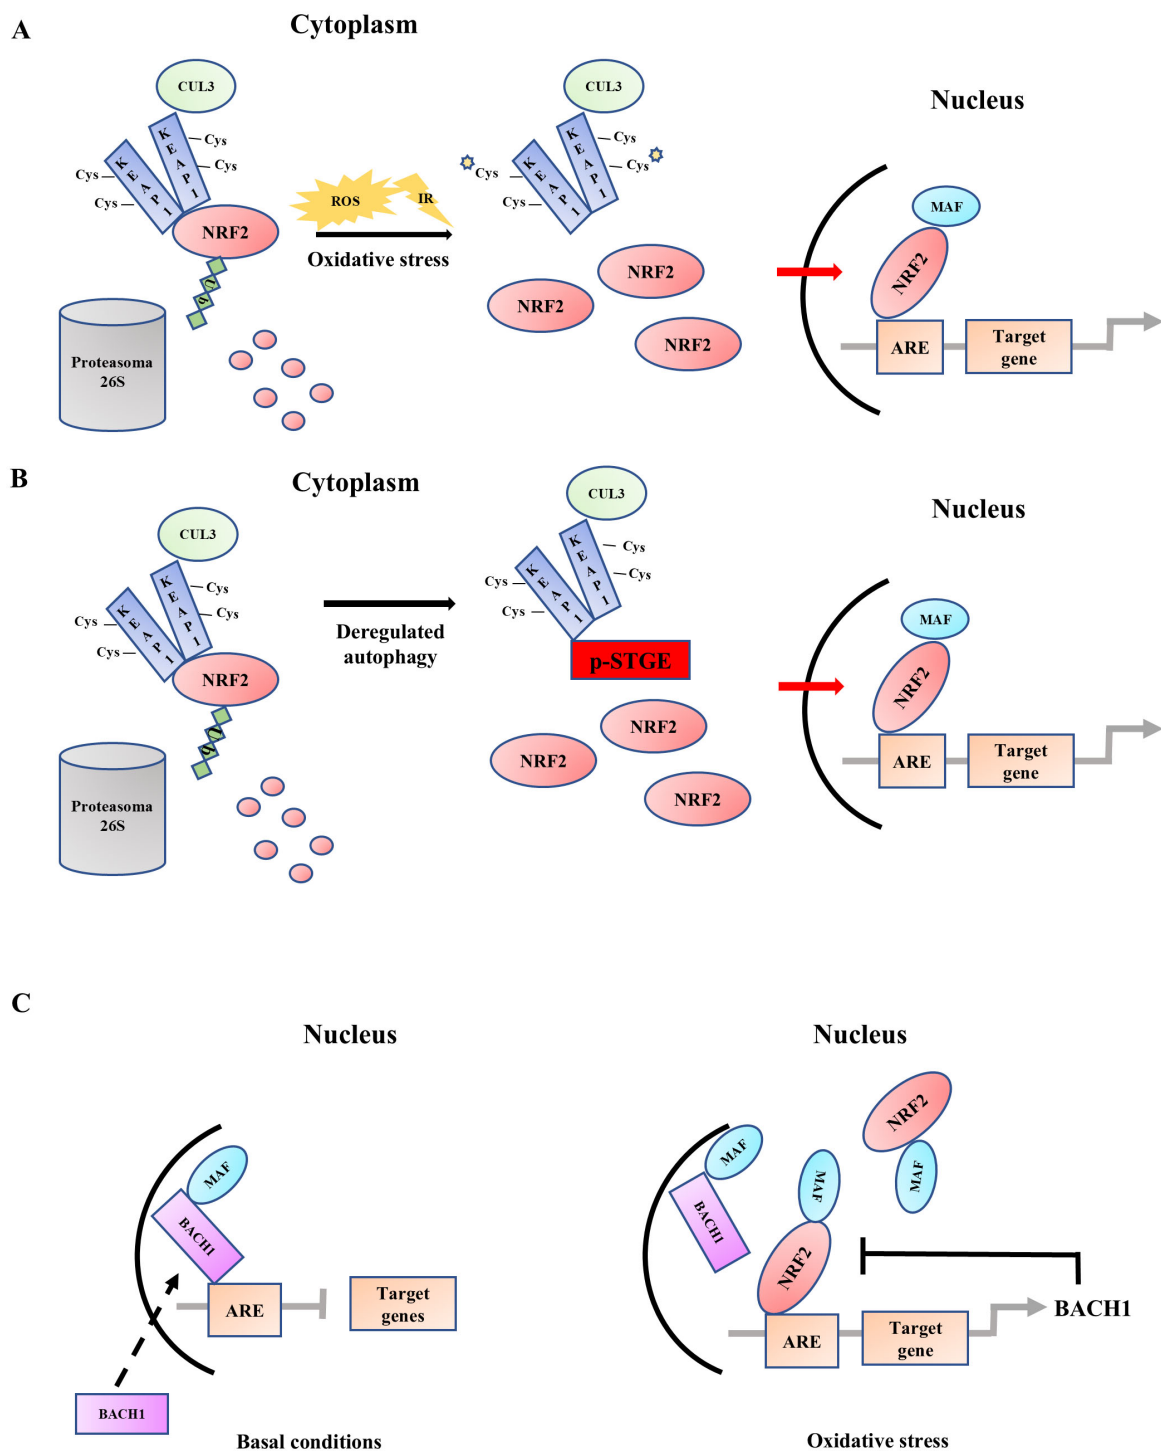 A
Cytoplasm
Nucleus
CUL3
KEAP1
KEAP1
Cys
Cys
Cys
Cys
NRF2
Ub
Proteasoma
26S
ROS
IR
Oxidative stress
CUL3
KEAP1
KEAP1
Cys
Cys
Cys
Cys
NRF2
NRF2
NRF2
MAF
NRF2
ARE
Target
gene
B
Cytoplasm
Nucleus
CUL3
KEAP1
KEAP1
Cys
Cys
Cys
Cys
NRF2
Ub
Proteasoma
26S
Deregulated
autophagy
CUL3
KEAP1
KEAP1
Cys
Cys
Cys
Cys
p-STGE
NRF2
NRF2
NRF2
MAF
NRF2
ARE
Target
gene
C
Nucleus
MAF
BACH1
ARE
Target
genes
BACH1
Basal conditions
Nucleus
MAF
BACH1
MAF
NRF2
NRF2
MAF
ARE
Target
gene
BACH1
Oxidative stress